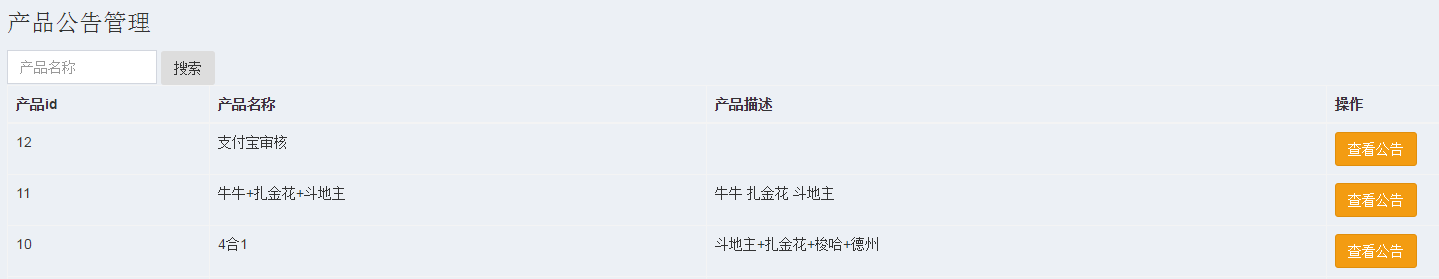 产品公告管理
产品名称 搜索
产品id 产品名称 产品描述 操作
12 支付宝审核 查看公告
11 牛牛+扎金花+斗地主 牛牛 扎金花 斗地主 查看公告
10 4合1 斗地主+扎金花+梭哈+德州 查看公告